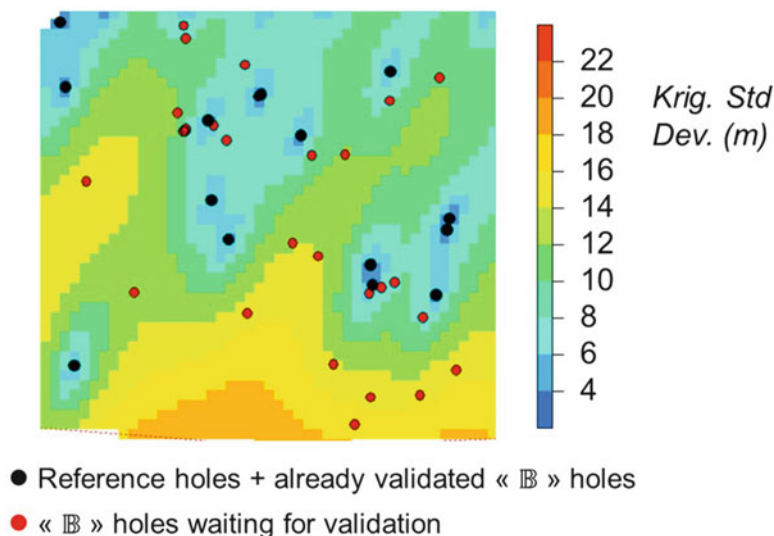 22
20
18
16
14
12
10
8
6
4
Krig. Std
Dev. (m)
Reference holes + already validated « 𝔹 » holes
« 𝔹 » holes waiting for validation